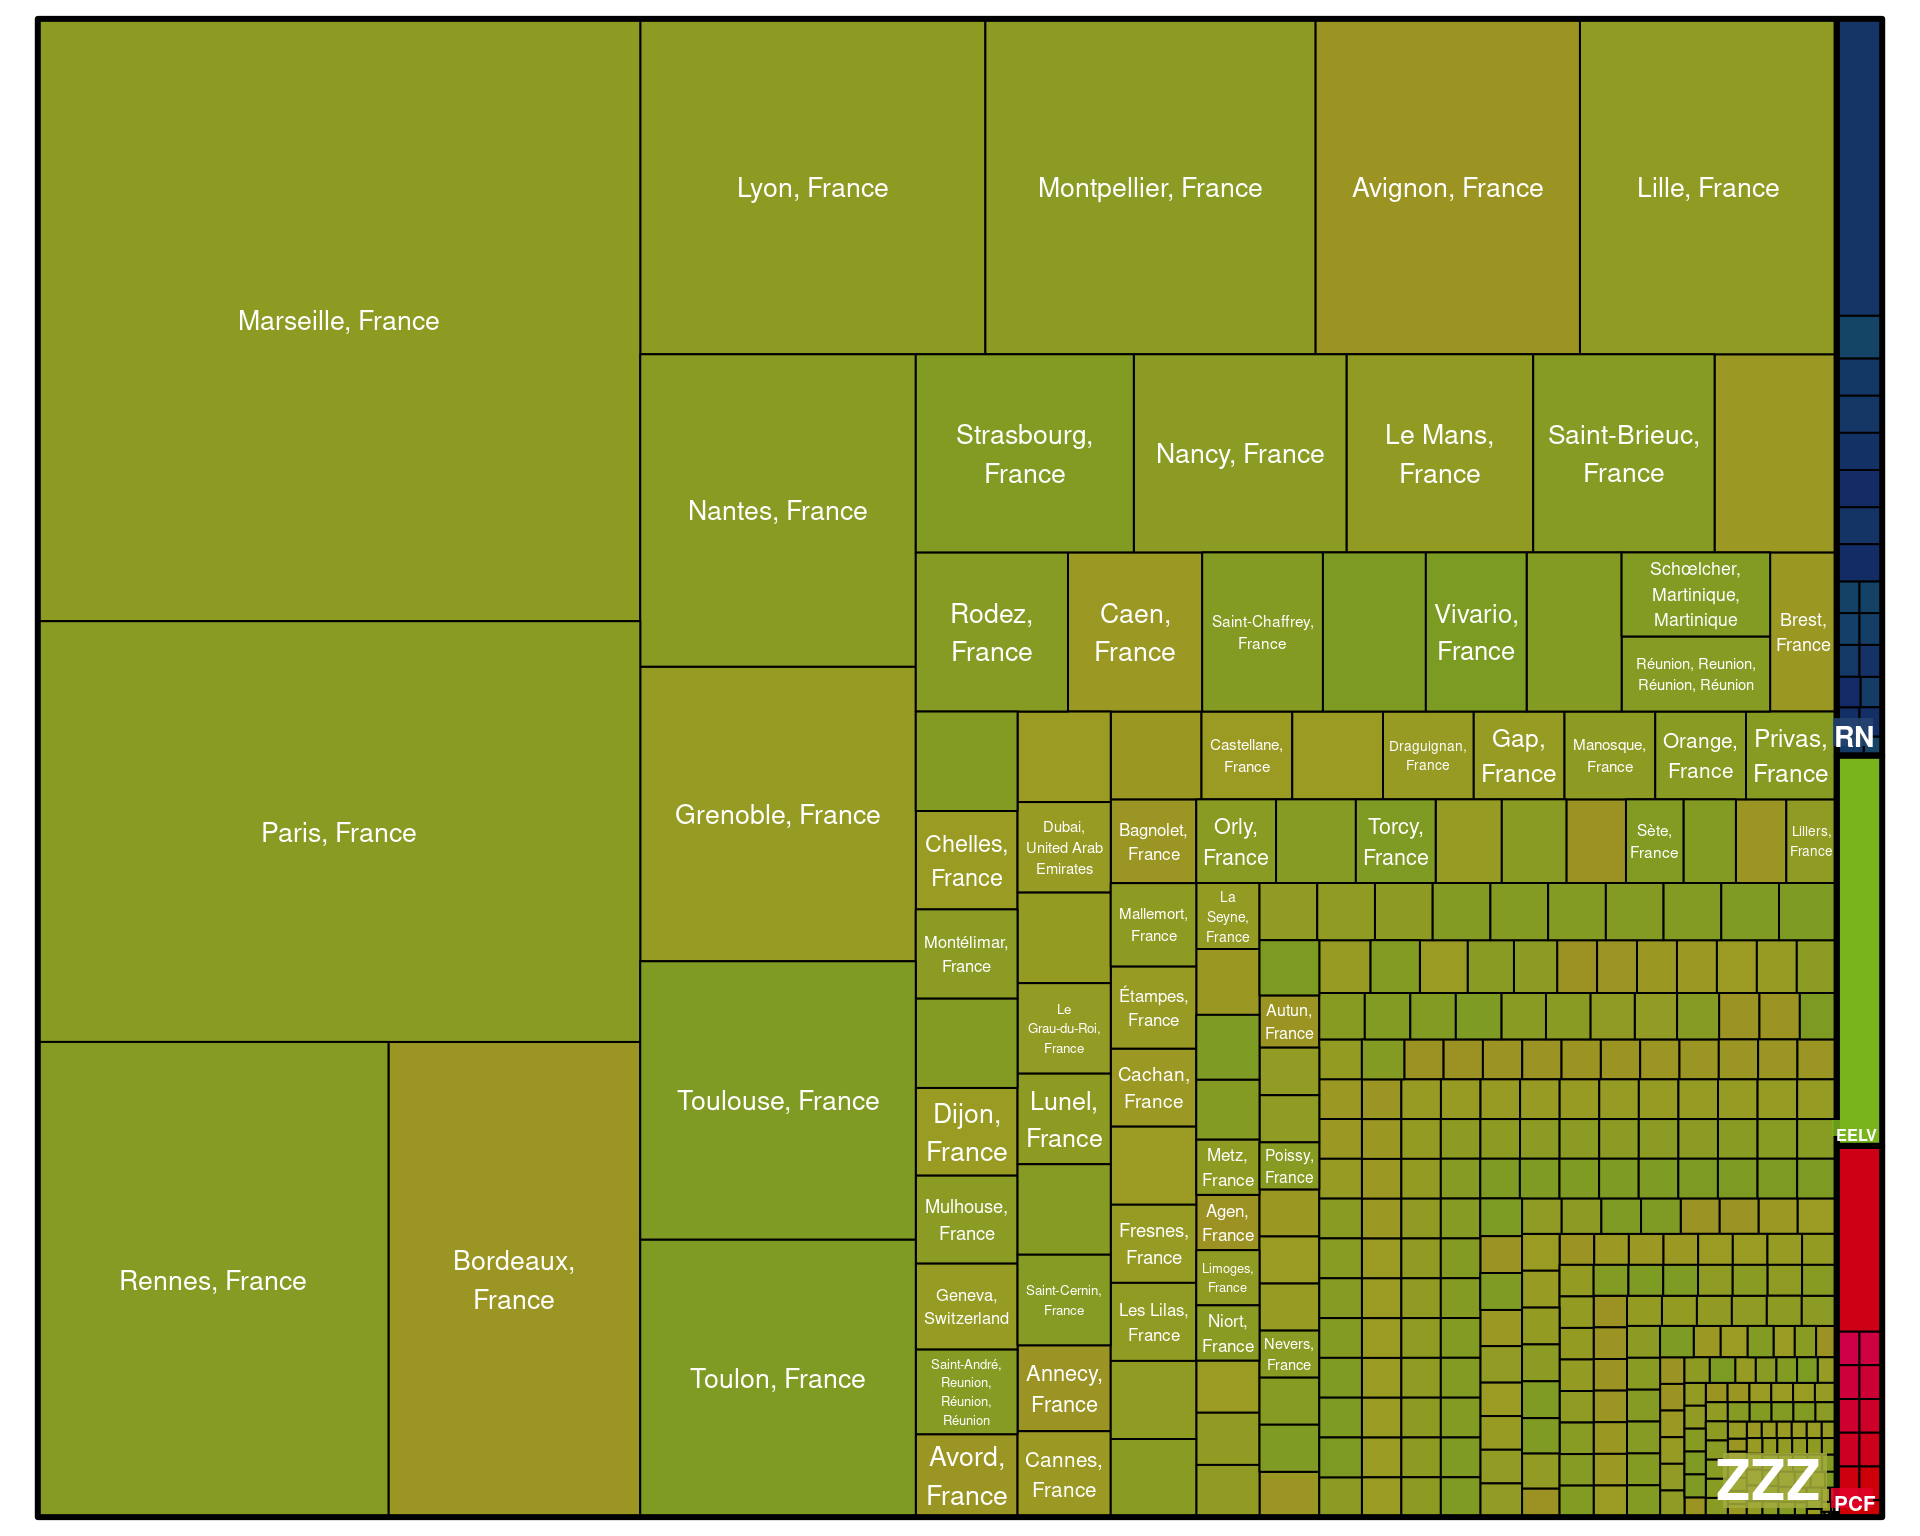 Marseille, France
Lyon, France
Montpellier, France
Avignon, France
Lille, France
Paris, France
Rennes, France
Bordeaux,
France
Nantes, France
Grenoble, France
Toulouse, France
Toulon, France
Strasbourg,
France
Nancy, France
Le Mans,
France
Saint-Brieuc,
France
Rodez,
France
Caen,
France
Saint-Chaffrey,
France
Vivario,
France
Schœlcher,
Martinique,
Martinique
Réunion, Reunion,
Réunion, Réunion
Brest,
France
Castellane,
France
Draguignan,
France
Gap,
France
Manosque,
France
Orange,
France
Privas,
France
Chelles,
France
Montélimar,
France
Dijon,
France
Mulhouse,
France
Geneva,
Switzerland
Saint-André,
Reunion,
Réunion,
Réunion
Avord,
France
Dubai,
United Arab
Emirates
Le
Grau-du-Roi,
France
Lunel,
France
Saint-Cernin,
France
Annecy,
France
Cannes,
France
Bagnolet,
France
Mallemort,
France
Étampes,
France
Cachan,
France
Fresnes,
France
Les Lilas,
France
Orly,
France
Torcy,
France
Sète,
France
Lillers,
France
La
Seyne,
France
Metz,
France
Agen,
France
Limoges,
France
Niort,
France
Autun,
France
Poissy,
France
Nevers,
France
ZZZ
RN
EELV
PCF